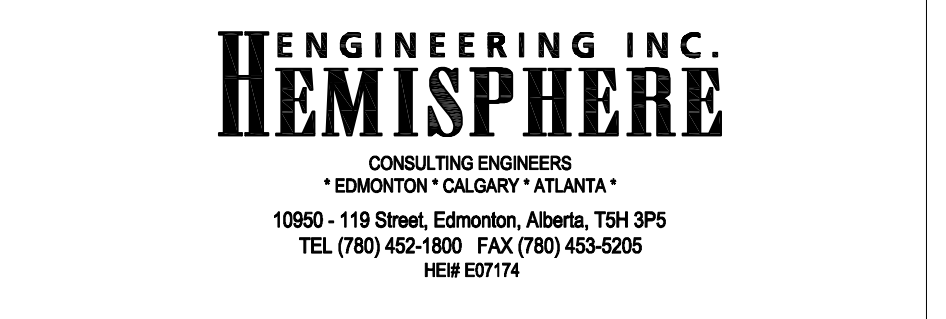 ENGINEERING INC.
HEMISPHERE
CONSULTING ENGINEERS
* EDMONTON * CALGARY * ATLANTA *
10950 - 119 Street, Edmonton, Alberta, T5H 3P5
TEL (780) 452-1800 FAX (780) 453-5205
HEI# E07174